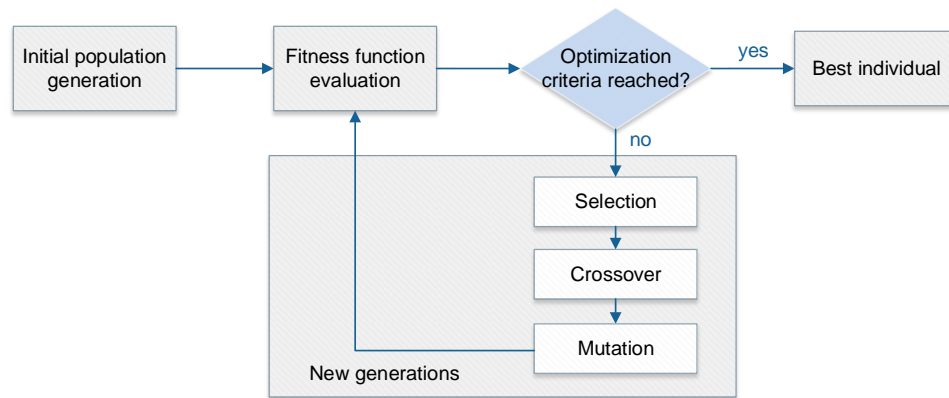 Initial population
generation
Fitness function
evaluation
Optimization
criteria reached?
yes
Best individual
no
Selection
Crossover
Mutation
New generations